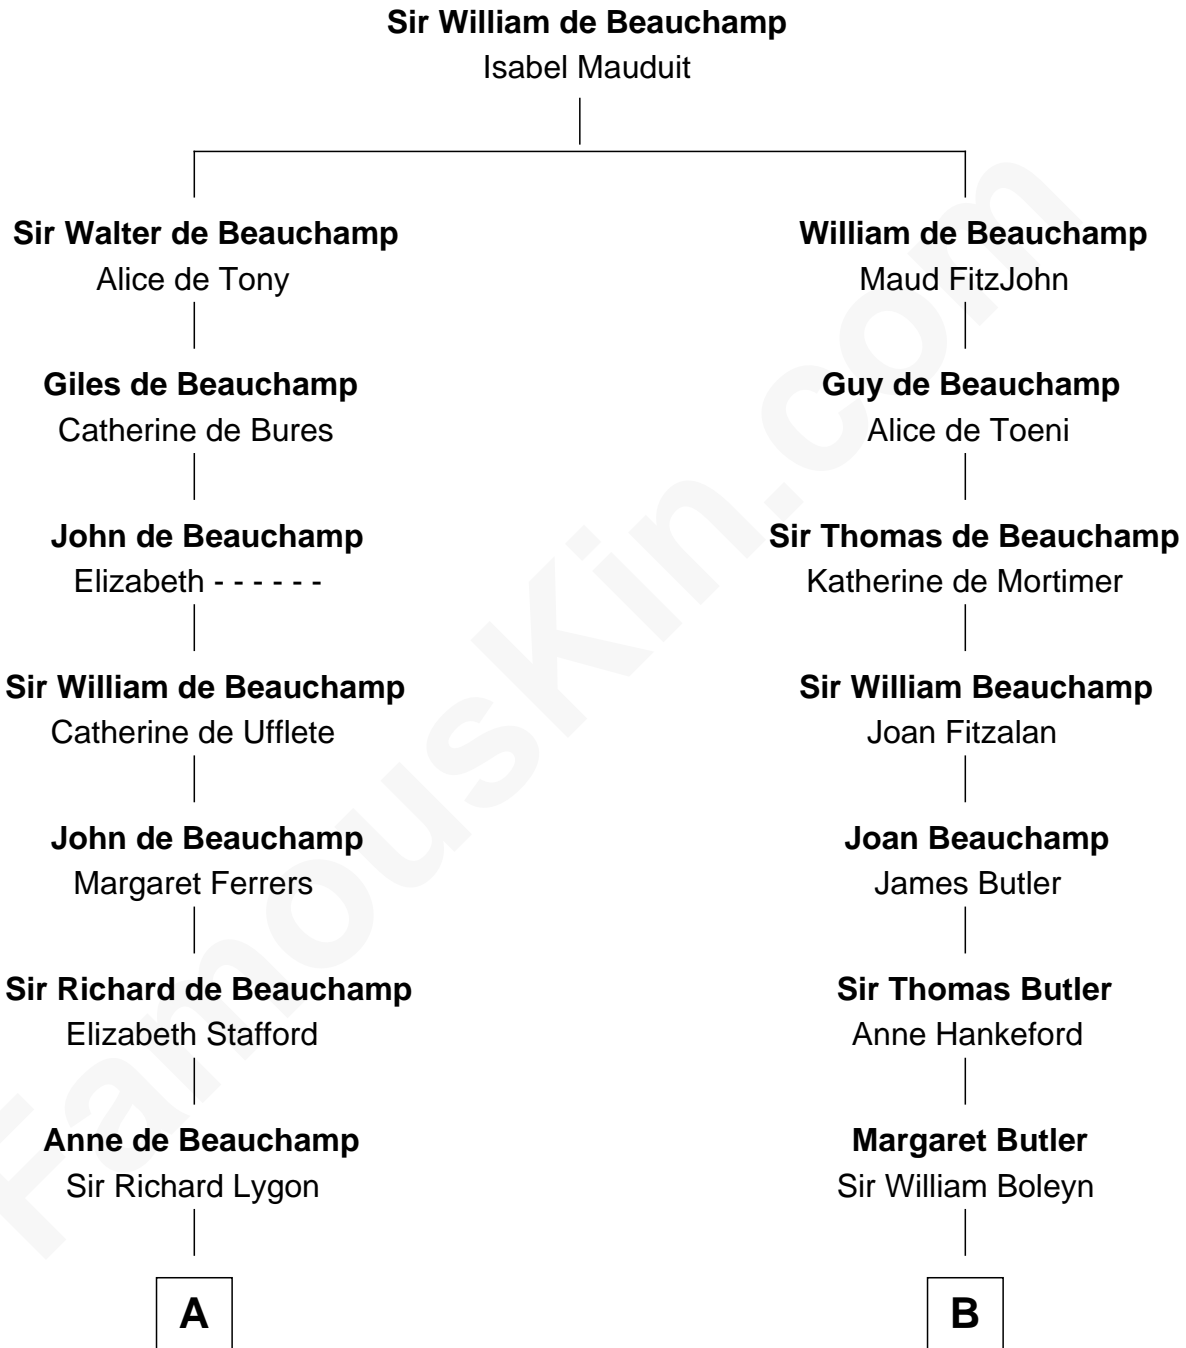 Sir William de Beauchamp
Isabel Mauduit
Sir Walter de Beauchamp
Alice de Tony
William de Beauchamp
Maud FitzJohn
Giles de Beauchamp
Catherine de Bures
Guy de Beauchamp
Alice de Toeni
John de Beauchamp
Elizabeth - - - - - -
Sir Thomas de Beauchamp
Katherine de Mortimer
Sir William de Beauchamp
Catherine de Ufflete
Sir William Beauchamp
Joan Fitzalan
John de Beauchamp
Margaret Ferrers
Joan Beauchamp
James Butler
Sir Richard de Beauchamp
Elizabeth Stafford
Sir Thomas Butler
Anne Hankeford
Anne de Beauchamp
Sir Richard Lygon
Margaret Butler
Sir William Boleyn
A
B
FamousKin.com